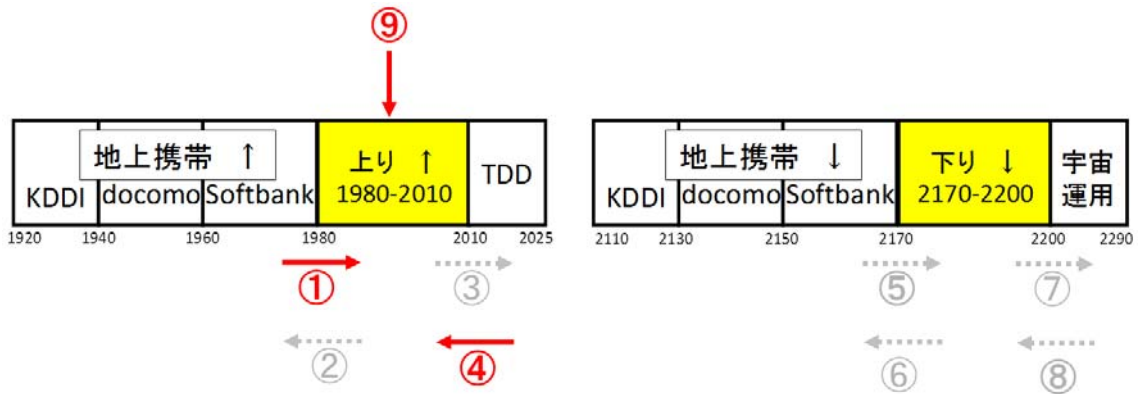 ⑨
地上携帯 ↑
KDDI docomo Softbank
上り ↑
1980-2010
TDD
1920 1940 1960 1980 2010 2025
① ③
② ④
地上携帯 ↓
KDDI docomo Softbank
下り ↓
2170-2200
宇宙
運用
2110 2130 2150 2170 2200 2290
⑤ ⑦
⑥ ⑧